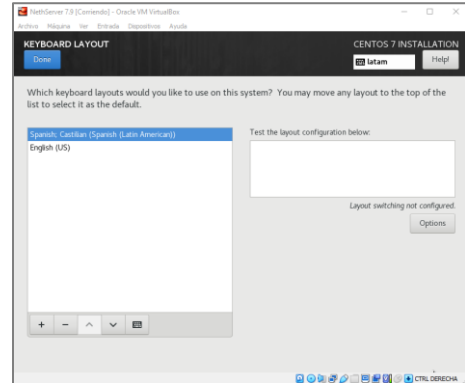 NethServer 7.9 [Corriendo] - Oracle VM VirtualBox
Archivo Máquina Ver Entrada Dispositivos Ayuda
KEYBOARD LAYOUT
CENTOS 7 INSTALLATION
Done
latam
Help!
Which keyboard layouts would you like to use on this system? You may move any layout to the top of the
list to select it as the default.
Spanish; Castilian (Spanish (Latin American))
English (US)
Test the layout configuration below:
Layout switching not configured.
Options
CTRL DERECHA